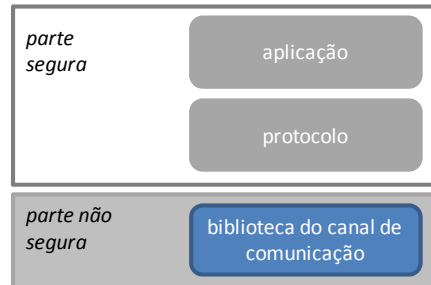 parte
segura
aplicação
protocolo
parte não
segura
biblioteca do canal de
comunicação